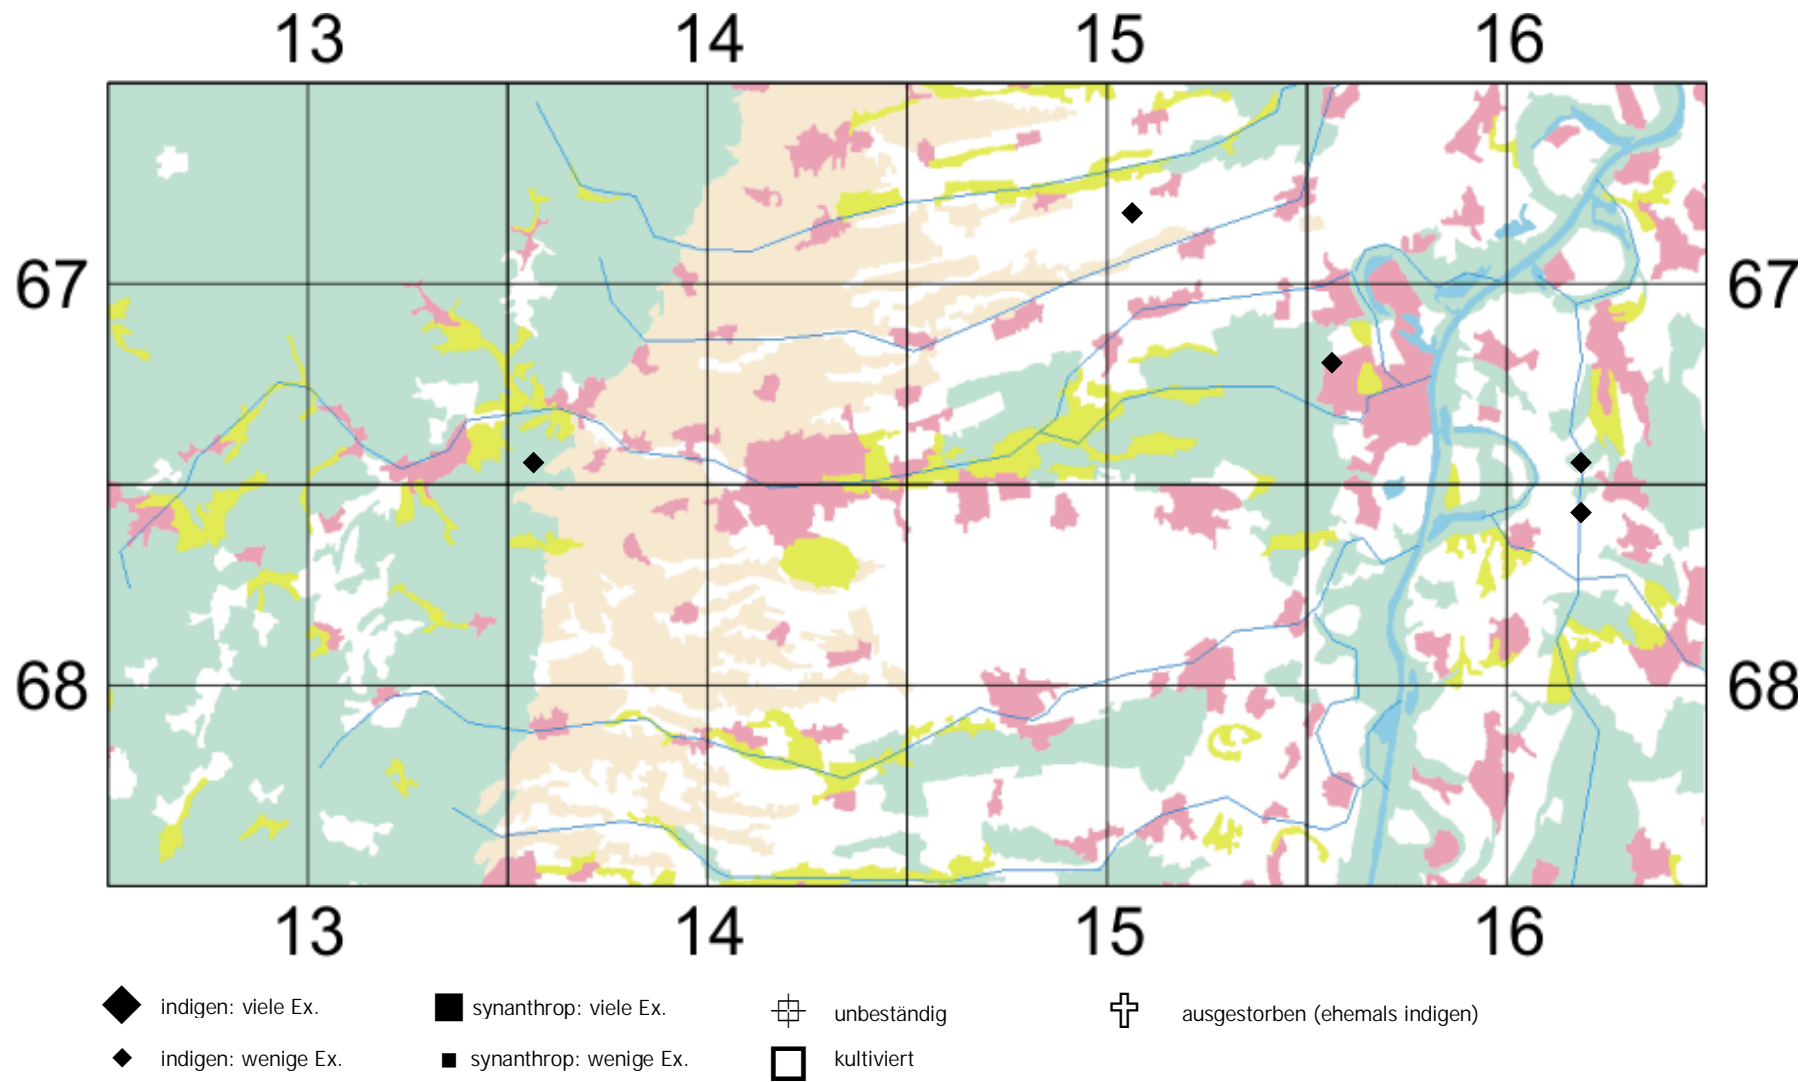 13 14 15 16
67 67
68 68
13 14 15 16
indigen: viele Ex. synanthrop: viele Ex. unbeständig ausgestorben (ehemals indigen)
indigen: wenige Ex. synanthrop: wenige Ex. kultiviert